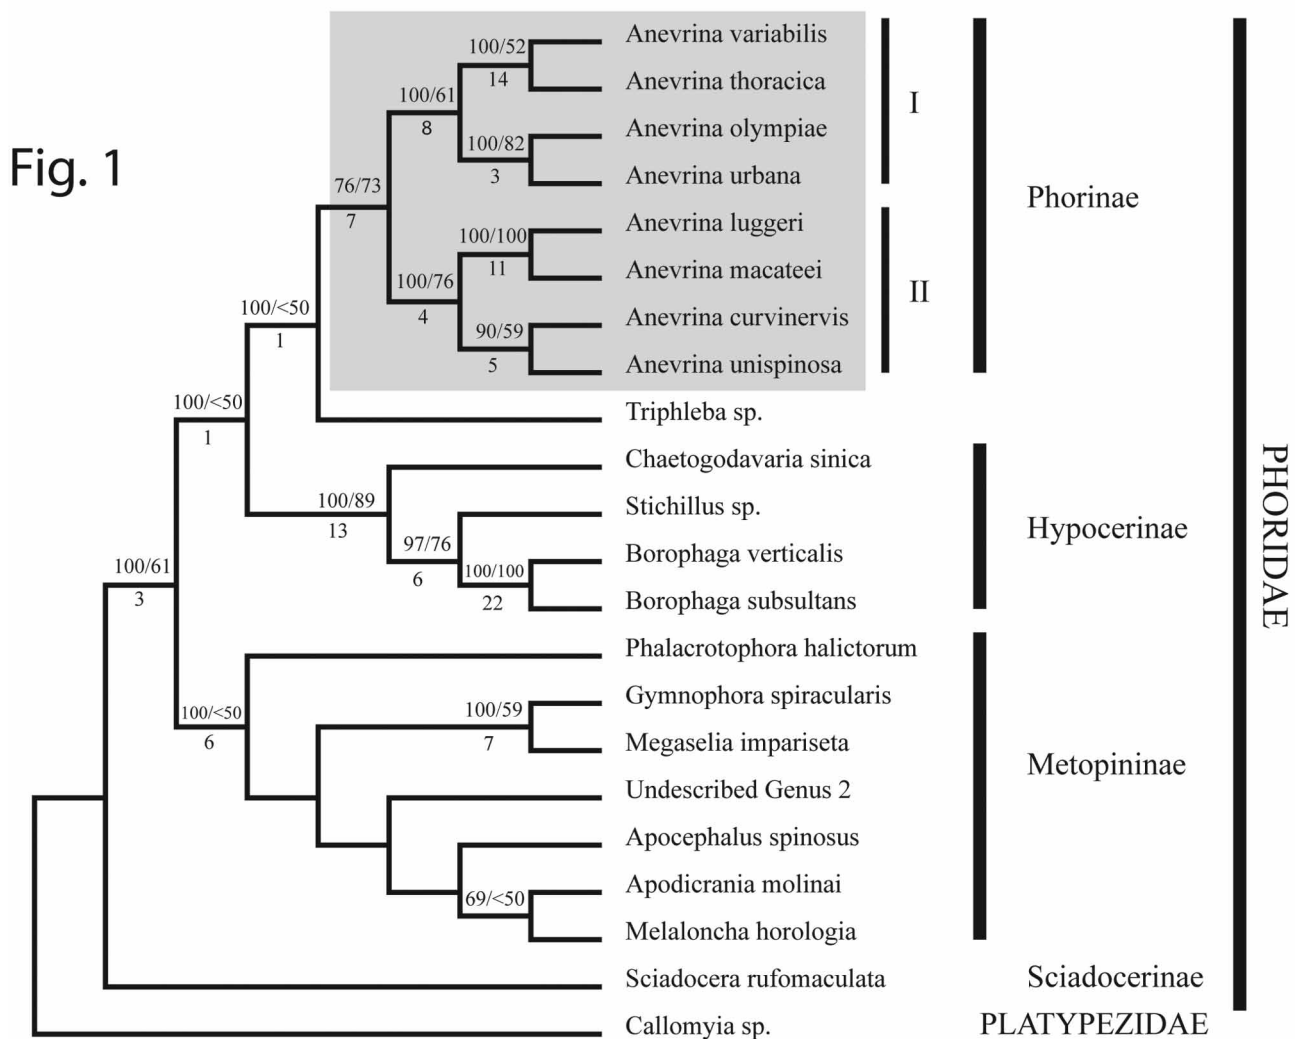 Fig. 1
Anevrina variabilis
100/52
14
Anevrina thoracica
100/61
8
I
Anevrina olympiae
100/82
3
Anevrina urbana
76/73
7
Phorinae
Anevrina luggeri
100/100
11
Anevrina macateei
100/76
4
II
Anevrina curvinervis
90/59
5
Anevrina unispinosa
100/<50
1
Triphleba sp.
100/<50
1
Chaetogodavaria sinica
100/89
13
Stichillus sp.
Hypocerinae
97/76
6
Borophaga verticalis
100/100
22
Borophaga subsultans
100/61
3
PHORIDAE
Phalacrotophora halictorum
100/<50
6
Gymnophora spiracularis
100/59
7
Megaselia impariseta
Metopininae
Undescribed Genus 2
Apocephalus spinosus
Apodicrania molinai
69/<50
Melaloncha horologia
Sciadocera rufomaculata
Sciadocerinae
Callomyia sp.
PLATYPEZIDAE